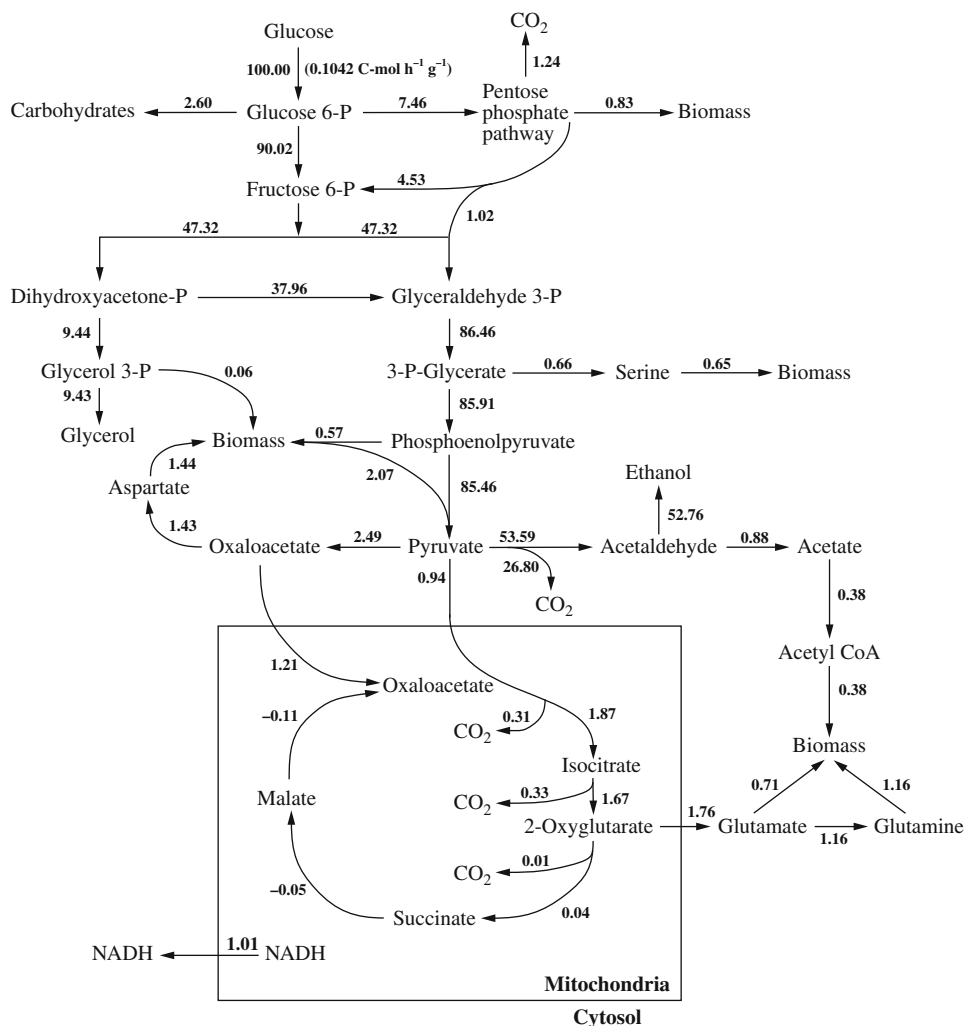 CO2
Glucose
100.00 (0.1042 C-mol h−1 g−1)
1.24
Carbohydrates 2.60 Glucose 6-P 7.46 Pentose phosphate pathway 0.83 Biomass
90.02
Fructose 6-P 4.53
1.02
47.32 47.32
Dihydroxyacetone-P 37.96 Glyceraldehyde 3-P
9.44 86.46
Glycerol 3-P 0.06 3-P-Glycerate 0.66 Serine 0.65 Biomass
9.43 85.91
Glycerol Biomass 0.57 Phosphoenolpyruvate
1.44 2.07 85.46 Ethanol
Aspartate 52.76
1.43 Oxaloacetate 2.49 Pyruvate 53.59 Acetaldehyde 0.88 Acetate
0.94 26.80
CO2 0.38
1.21 Acetyl CoA
Oxaloacetate 0.38
−0.11 0.31 1.87
CO2 Biomass
Isocitrate
Malate 0.33 0.71 1.16
CO2 1.67
2-Oxyglutarate 1.76 Glutamate 1.16 Glutamine
0.01
CO2
−0.05
Succinate 0.04
NADH 1.01 NADH
Mitochondria
Cytosol